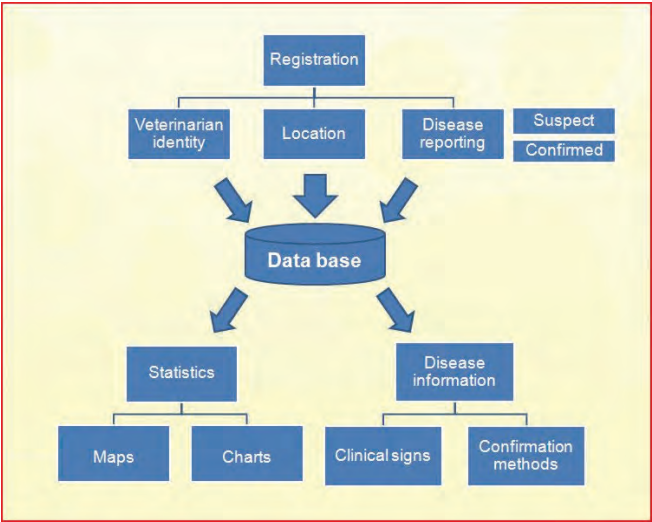 Registration
Veterinarian
identity
Location
Disease
reporting
Suspect
Confirmed
Data base
Statistics
Disease
information
Maps
Charts
Clinical signs
Confirmation
methods